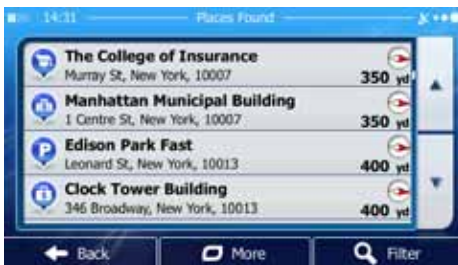 14:31 Places Found
The College of Insurance
Murray St, New York, 10007 350 yd
Manhattan Municipal Building
1 Centre St, New York, 10007 350 yd
Edison Park Fast
Leonard St, New York, 10013 400 yd
Clock Tower Building
346 Broadway, New York, 10013 400 yd
Back More Filter